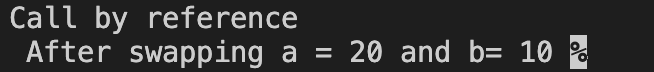 Call by reference
After swapping a = 20 and b= 10 %